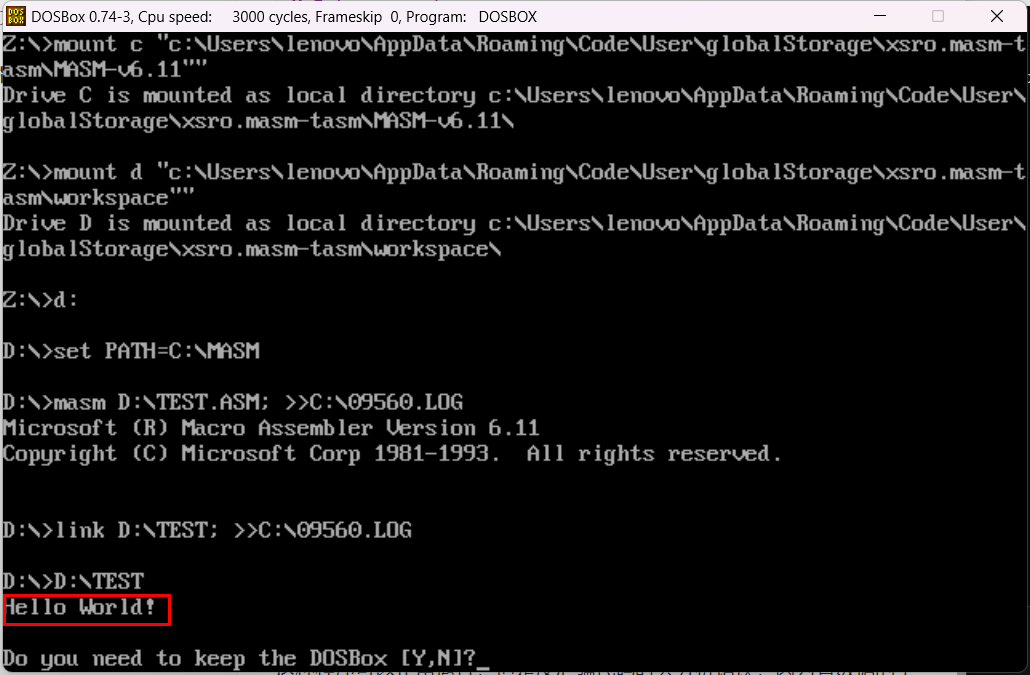 DOSBox 0.74-3, Cpu speed: 3000 cycles, Frameskip 0, Program: DOSBOX
Z:\>mount c "c:\Users\lenovo\AppData\Roaming\Code\User\globalStorage\xsro.masm-t
asm\MASM-v6.11""
Drive C is mounted as local directory c:\Users\lenovo\AppData\Roaming\Code\User\
globalStorage\xsro.masm-tasm\MASM-v6.11\
Z:\>mount d "c:\Users\lenovo\AppData\Roaming\Code\User\globalStorage\xsro.masm-t
asm\workspace""
Drive D is mounted as local directory c:\Users\lenovo\AppData\Roaming\Code\User\
globalStorage\xsro.masm-tasm\workspace\
Z:\>d:
D:\>set PATH=C:\MASM
D:\>masm D:\TEST.ASM; >>C:\09560.LOG
Microsoft (R) Macro Assembler Version 6.11
Copyright (C) Microsoft Corp 1981-1993.  All rights reserved.
D:\>link D:\TEST; >>C:\09560.LOG
D:\>D:\TEST
Hello World!
Do you need to keep the DOSBox [Y,N]?_